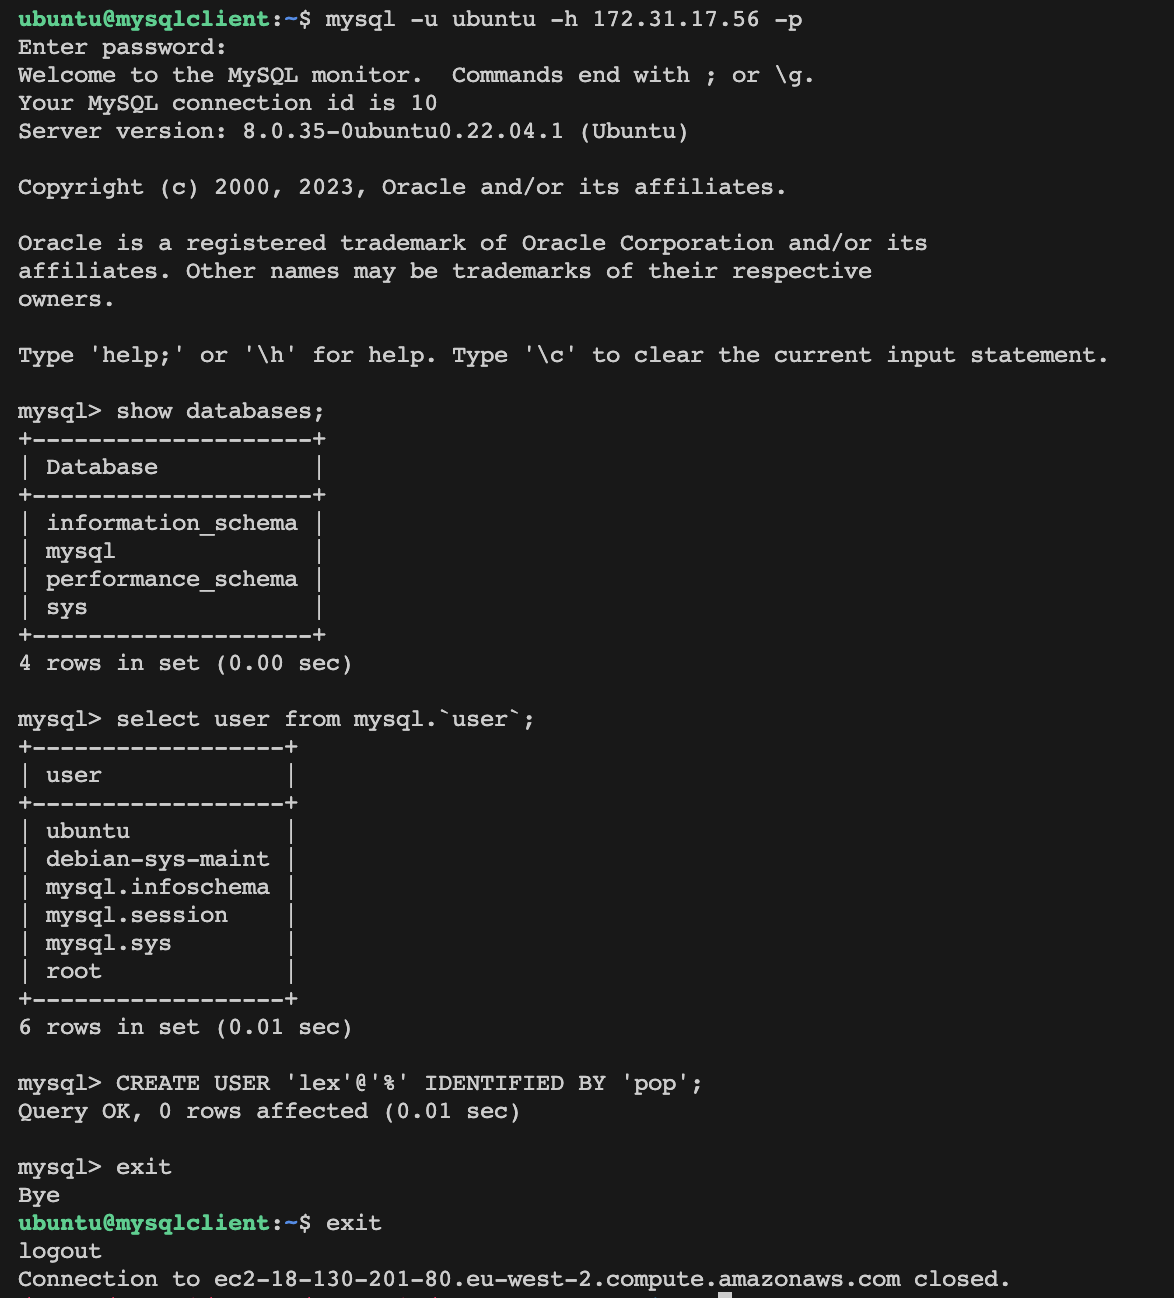 ubuntu@mysqlclient:~$ mysql -u ubuntu -h 172.31.17.56 -p
Enter password:
Welcome to the MySQL monitor.  Commands end with ; or \g.
Your MySQL connection id is 10
Server version: 8.0.35-0ubuntu0.22.04.1 (Ubuntu)

Copyright (c) 2000, 2023, Oracle and/or its affiliates.

Oracle is a registered trademark of Oracle Corporation and/or its
affiliates. Other names may be trademarks of their respective
owners.

Type 'help;' or '\h' for help. Type '\c' to clear the current input statement.

mysql> show databases;
+--------------------+
| Database           |
+--------------------+
| information_schema |
| mysql              |
| performance_schema |
| sys                |
+--------------------+
4 rows in set (0.00 sec)

mysql> select user from mysql.`user`;
+------------------+
| user             |
+------------------+
| ubuntu           |
| debian-sys-maint |
| mysql.infoschema |
| mysql.session    |
| mysql.sys        |
| root             |
+------------------+
6 rows in set (0.01 sec)

mysql> CREATE USER 'lex'@'%' IDENTIFIED BY 'pop';
Query OK, 0 rows affected (0.01 sec)

mysql> exit
Bye
ubuntu@mysqlclient:~$ exit
logout
Connection to ec2-18-130-201-80.eu-west-2.compute.amazonaws.com closed.